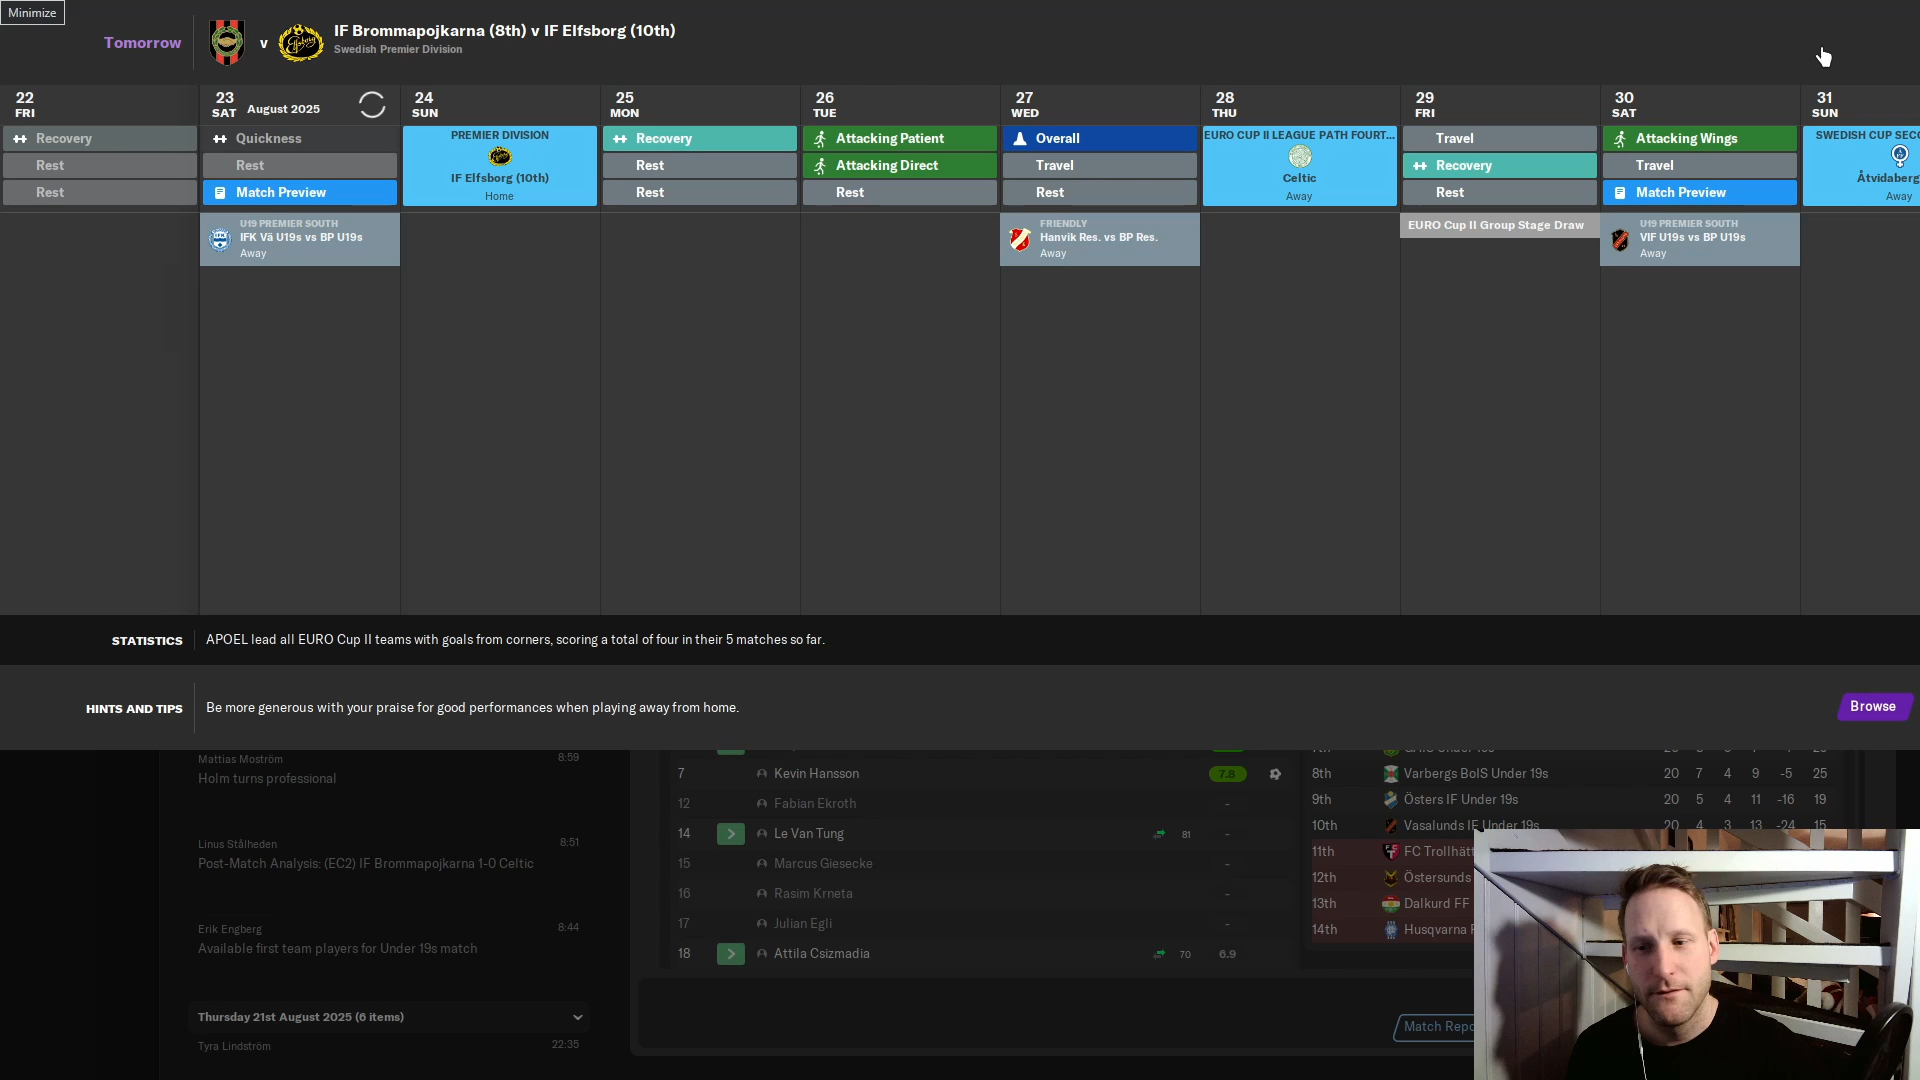 Minimize
Tomorrow
v
IF Brommapojkarna (8th) v IF Elfsborg (10th)
Swedish Premier Division
22
FRI
23
SAT August 2025
24
SUN
25
MON
26
TUE
27
WED
28
THU
29
FRI
30
SAT
31
SUN
Recovery
Rest
Rest
Quickness
Rest
Match Preview
PREMIER DIVISION
IF Elfsborg (10th)
Home
Recovery
Rest
Rest
Attacking Patient
Attacking Direct
Rest
Overall
Travel
Rest
EURO CUP II LEAGUE PATH FOURT...
Celtic
Away
Travel
Recovery
Rest
Attacking Wings
Travel
Match Preview
SWEDISH CUP SECO
Åtvidaberg
Away
U19 PREMIER SOUTH
IFK Vä U19s vs BP U19s
Away
FRIENDLY
Hanvik Res. vs BP Res.
Away
EURO Cup II Group Stage Draw
U19 PREMIER SOUTH
VIF U19s vs BP U19s
Away
STATISTICS APOEL lead all EURO Cup II teams with goals from corners, scoring a total of four in their 5 matches so far.
HINTS AND TIPS Be more generous with your praise for good performances when playing away from home.
Browse
Mattias Moström 8:59
Holm turns professional
Linus Stålheden 8:51
Post-Match Analysis: (EC2) IF Brommapojkarna 1-0 Celtic
Erik Engberg 8:44
Available first team players for Under 19s match
Thursday 21st August 2025 (6 items)
Tyra Lindström 22:35
7 Kevin Hansson 7.8
12 Fabian Ekroth -
14 Le Van Tung 81 -
15 Marcus Giesecke -
16 Rasim Krneta -
17 Julian Egli -
18 Attila Csizmadia 70 6.9
8th Varbergs BoIS Under 19s 20 7 4 9 -5 25
9th Östers IF Under 19s 20 5 4 11 -16 19
10th Vasalunds IF Under 19s 20 4 3 13 -24 15
11th FC Trollhätt
12th Östersunds
13th Dalkurd FF
14th Husqvarna F
Match Repo